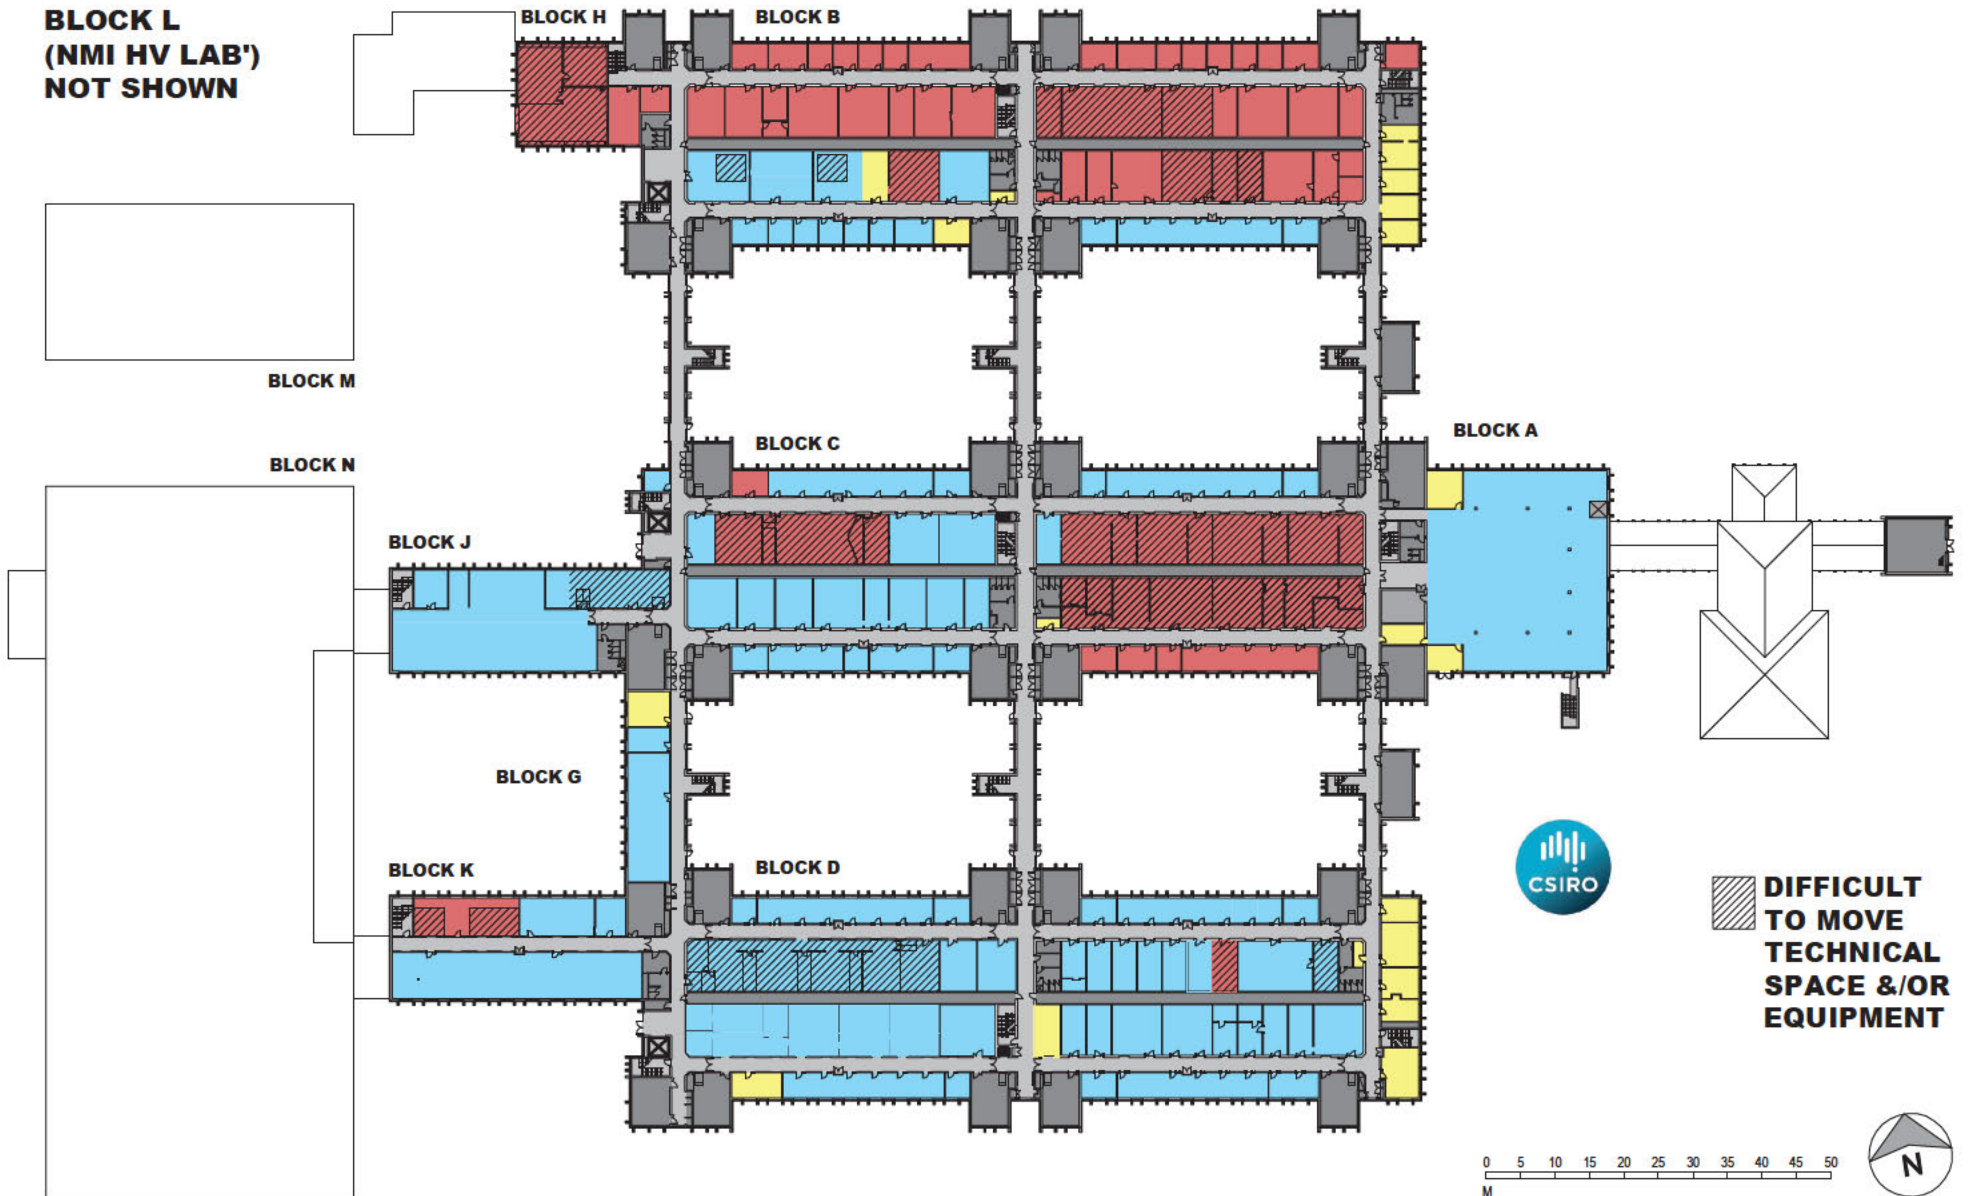 BLOCK L
(NMI HV LAB')
NOT SHOWN
BLOCK H
BLOCK B
BLOCK M
BLOCK C
BLOCK A
BLOCK N
BLOCK J
BLOCK G
BLOCK K
BLOCK D
CSIRO
DIFFICULT
TO MOVE
TECHNICAL
SPACE &/OR
EQUIPMENT
0 5 10 15 20 25 30 35 40 45 50
M
N